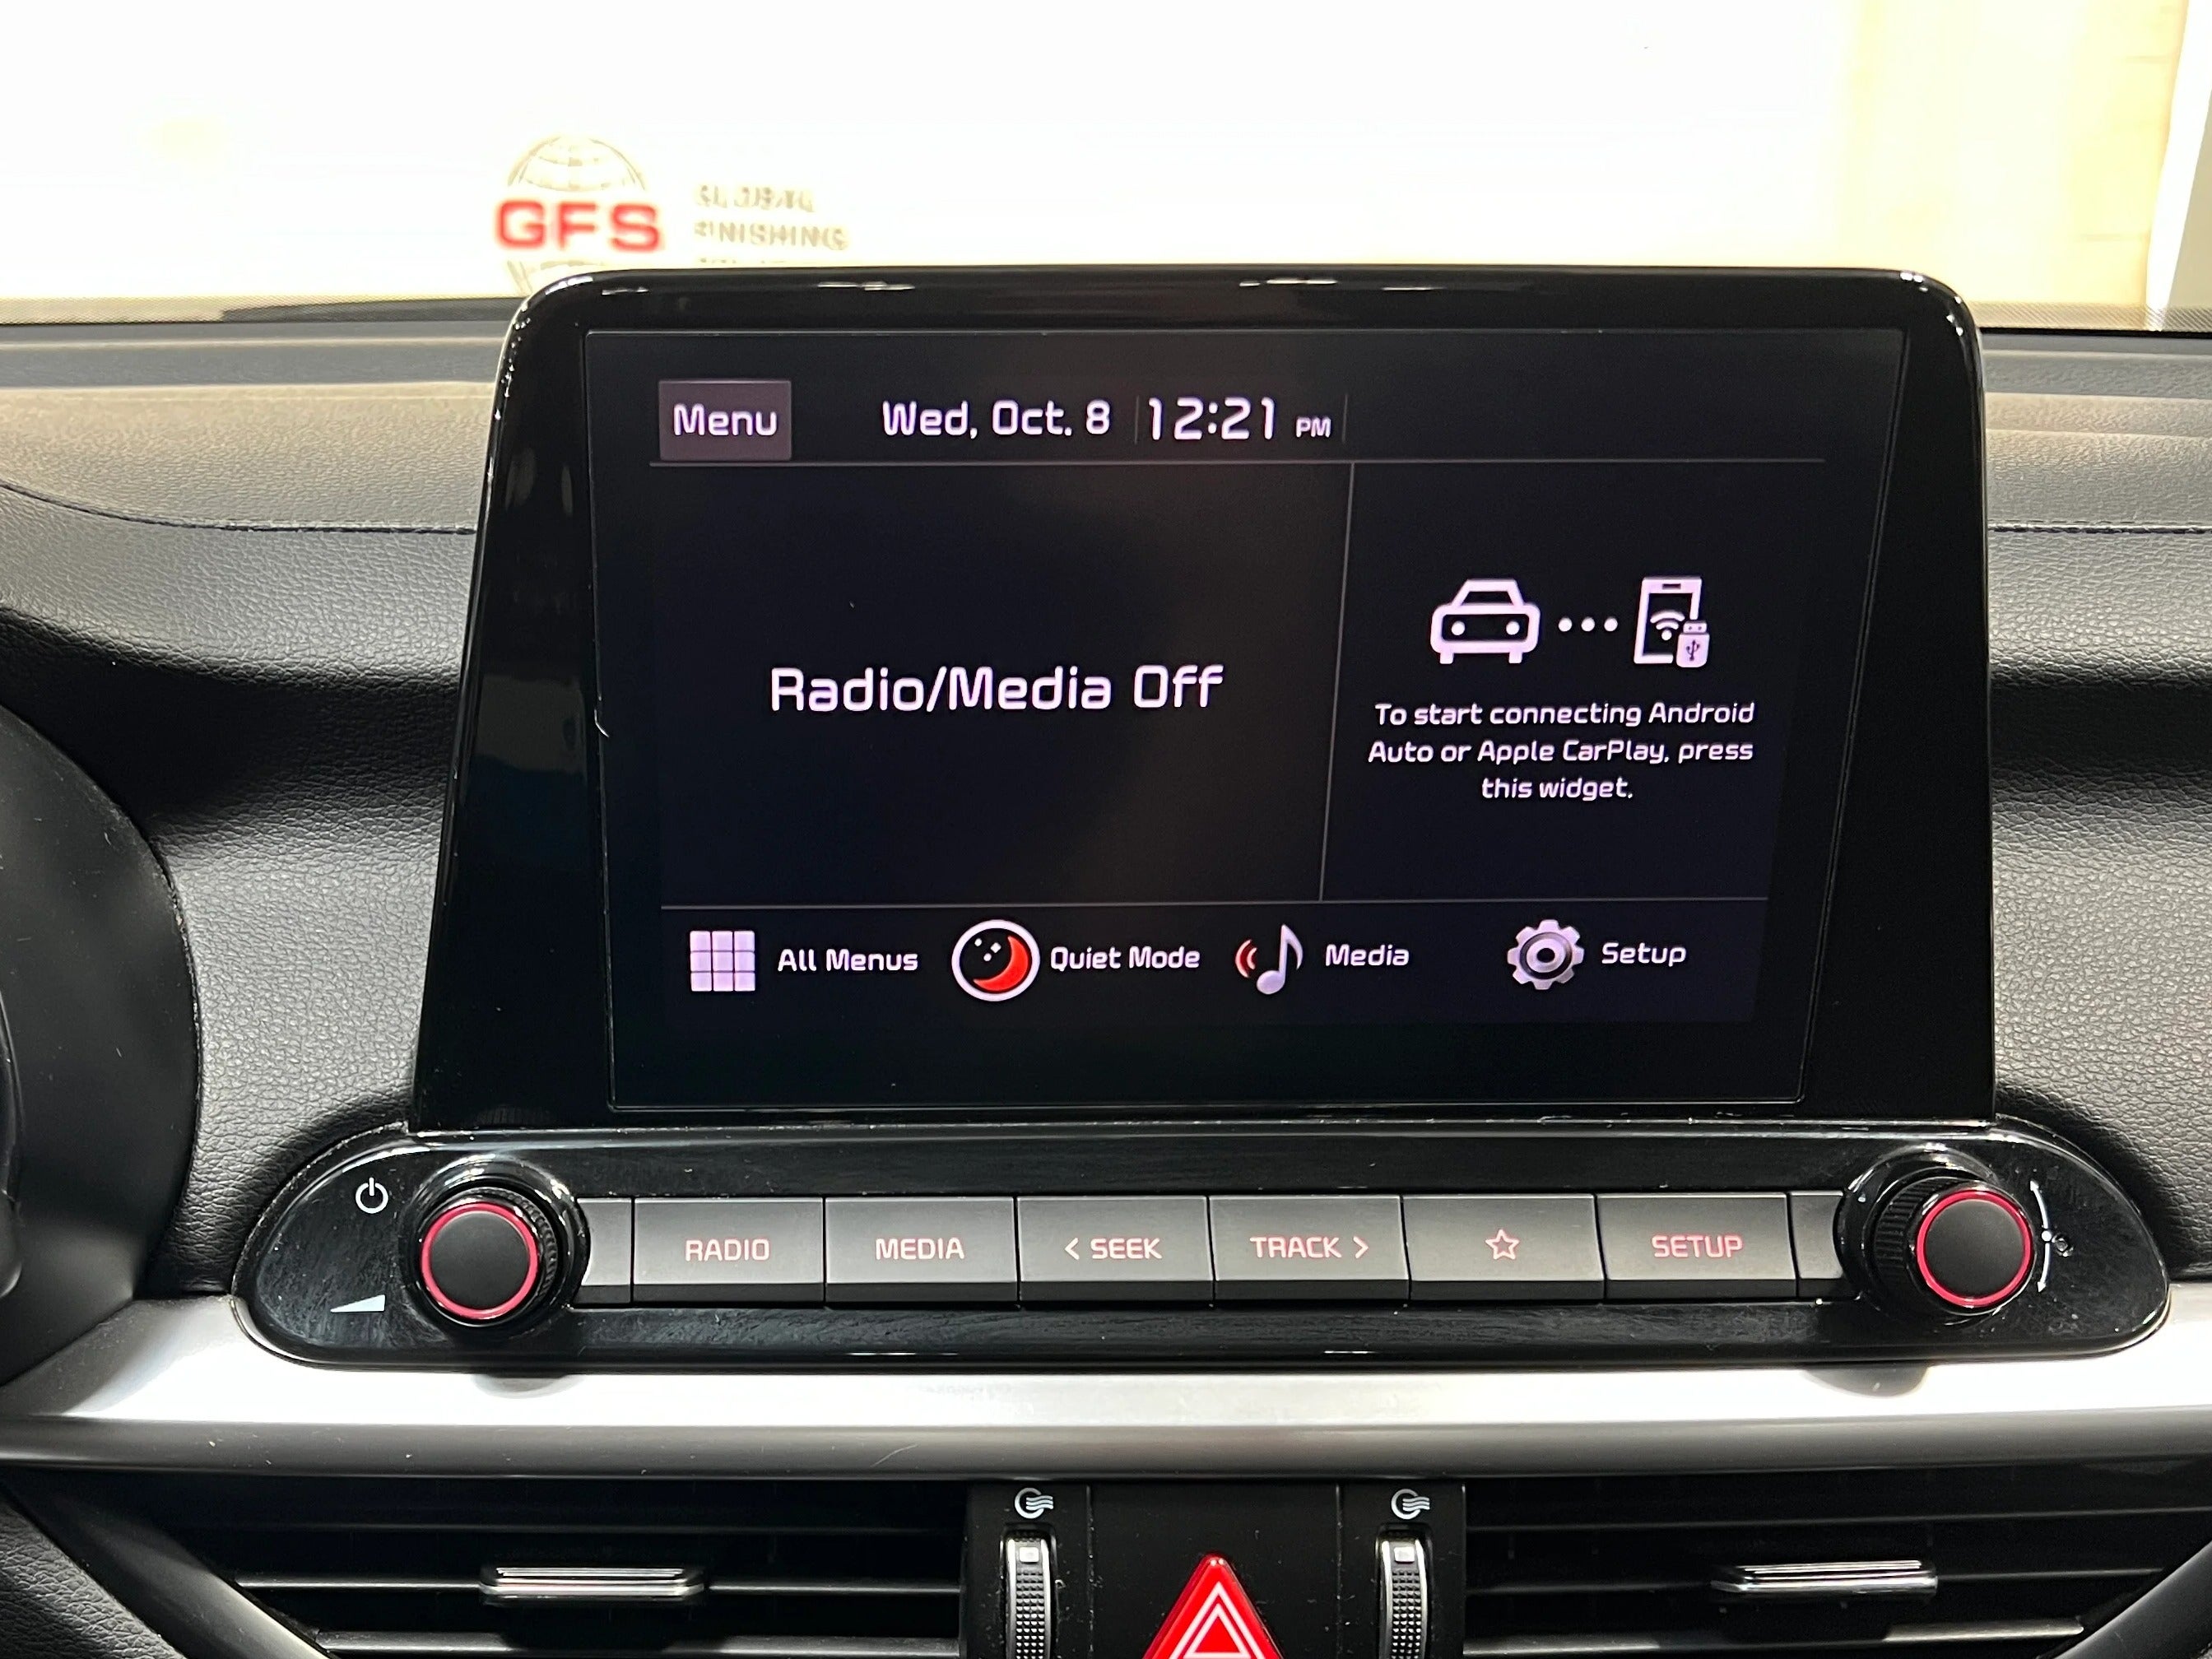 GFS
GLOBAL
FINISHING
Menu
Wed, Oct. 8
12:21 PM
Radio/Media Off
To start connecting Android
Auto or Apple CarPlay, press
this widget.
All Menus
Quiet Mode
Media
Setup
RADIO
MEDIA
< SEEK
TRACK >
SETUP